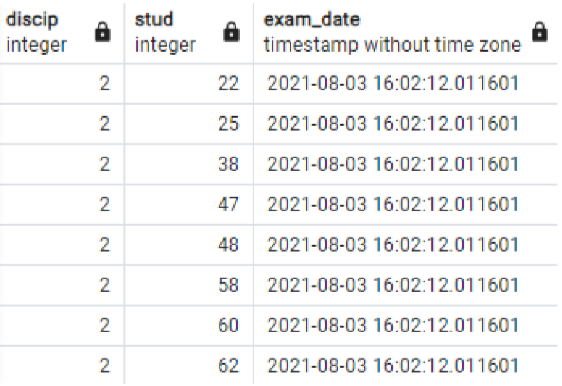 discip stud exam_date
integer integer timestamp without time zone
2 22 2021-08-03 16:02:12.011601
2 25 2021-08-03 16:02:12.011601
2 38 2021-08-03 16:02:12.011601
2 47 2021-08-03 16:02:12.011601
2 48 2021-08-03 16:02:12.011601
2 58 2021-08-03 16:02:12.011601
2 60 2021-08-03 16:02:12.011601
2 62 2021-08-03 16:02:12.011601